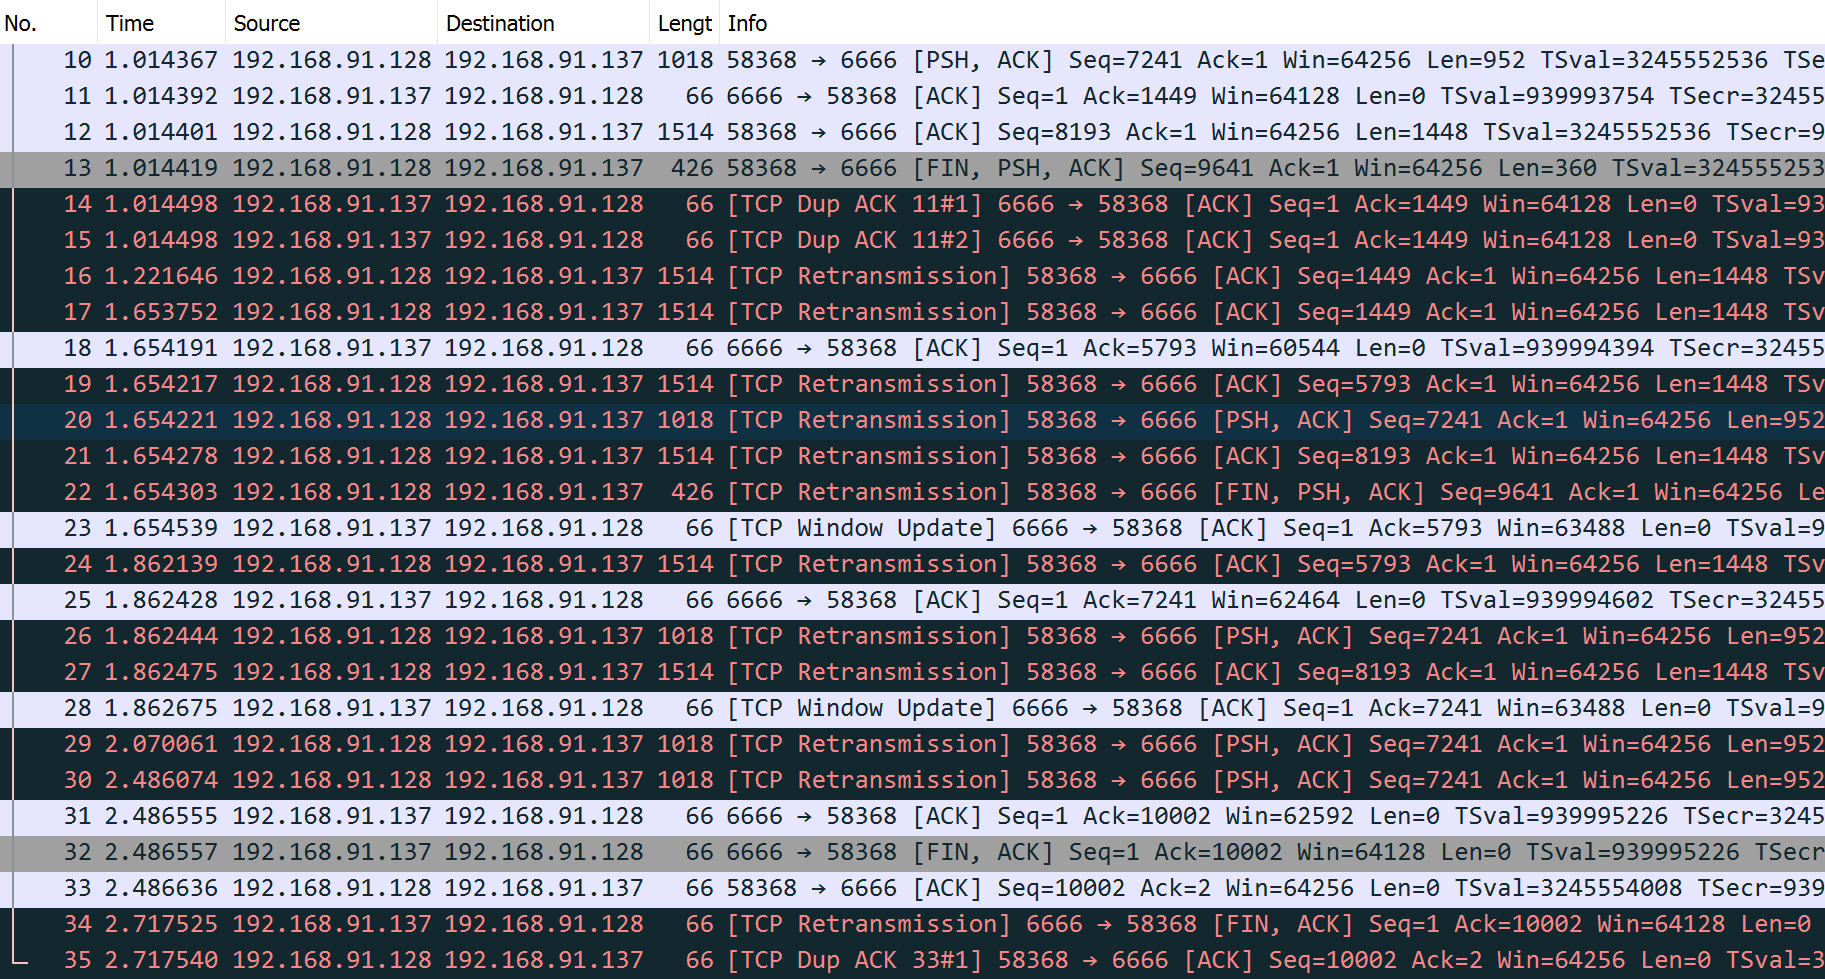 No. Time Source Destination Lengt Info
10 1.014367 192.168.91.128 192.168.91.137 1018 58368 → 6666 [PSH, ACK] Seq=7241 Ack=1 Win=64256 Len=952 TSval=3245552536 TSe
11 1.014392 192.168.91.137 192.168.91.128 66 6666 → 58368 [ACK] Seq=1 Ack=1449 Win=64128 Len=0 TSval=939993754 TSecr=32455
12 1.014401 192.168.91.128 192.168.91.137 1514 58368 → 6666 [ACK] Seq=8193 Ack=1 Win=64256 Len=1448 TSval=3245552536 TSecr=9
13 1.014419 192.168.91.128 192.168.91.137 426 58368 → 6666 [FIN, PSH, ACK] Seq=9641 Ack=1 Win=64256 Len=360 TSval=324555253
14 1.014498 192.168.91.137 192.168.91.128 66 [TCP Dup ACK 11#1] 6666 → 58368 [ACK] Seq=1 Ack=1449 Win=64128 Len=0 TSval=93
15 1.014498 192.168.91.137 192.168.91.128 66 [TCP Dup ACK 11#2] 6666 → 58368 [ACK] Seq=1 Ack=1449 Win=64128 Len=0 TSval=93
16 1.221646 192.168.91.128 192.168.91.137 1514 [TCP Retransmission] 58368 → 6666 [ACK] Seq=1449 Ack=1 Win=64256 Len=1448 TSv
17 1.653752 192.168.91.128 192.168.91.137 1514 [TCP Retransmission] 58368 → 6666 [ACK] Seq=1449 Ack=1 Win=64256 Len=1448 TSv
18 1.654191 192.168.91.137 192.168.91.128 66 6666 → 58368 [ACK] Seq=1 Ack=5793 Win=60544 Len=0 TSval=939994394 TSecr=32455
19 1.654217 192.168.91.128 192.168.91.137 1514 [TCP Retransmission] 58368 → 6666 [ACK] Seq=5793 Ack=1 Win=64256 Len=1448 TSv
20 1.654221 192.168.91.128 192.168.91.137 1018 [TCP Retransmission] 58368 → 6666 [PSH, ACK] Seq=7241 Ack=1 Win=64256 Len=952
21 1.654278 192.168.91.128 192.168.91.137 1514 [TCP Retransmission] 58368 → 6666 [ACK] Seq=8193 Ack=1 Win=64256 Len=1448 TSv
22 1.654303 192.168.91.128 192.168.91.137 426 [TCP Retransmission] 58368 → 6666 [FIN, PSH, ACK] Seq=9641 Ack=1 Win=64256 Le
23 1.654539 192.168.91.137 192.168.91.128 66 [TCP Window Update] 6666 → 58368 [ACK] Seq=1 Ack=5793 Win=63488 Len=0 TSval=9
24 1.862139 192.168.91.128 192.168.91.137 1514 [TCP Retransmission] 58368 → 6666 [ACK] Seq=5793 Ack=1 Win=64256 Len=1448 TSv
25 1.862428 192.168.91.137 192.168.91.128 66 6666 → 58368 [ACK] Seq=1 Ack=7241 Win=62464 Len=0 TSval=939994602 TSecr=32455
26 1.862444 192.168.91.128 192.168.91.137 1018 [TCP Retransmission] 58368 → 6666 [PSH, ACK] Seq=7241 Ack=1 Win=64256 Len=952
27 1.862475 192.168.91.128 192.168.91.137 1514 [TCP Retransmission] 58368 → 6666 [ACK] Seq=8193 Ack=1 Win=64256 Len=1448 TSv
28 1.862675 192.168.91.137 192.168.91.128 66 [TCP Window Update] 6666 → 58368 [ACK] Seq=1 Ack=7241 Win=63488 Len=0 TSval=9
29 2.070061 192.168.91.128 192.168.91.137 1018 [TCP Retransmission] 58368 → 6666 [PSH, ACK] Seq=7241 Ack=1 Win=64256 Len=952
30 2.486074 192.168.91.128 192.168.91.137 1018 [TCP Retransmission] 58368 → 6666 [PSH, ACK] Seq=7241 Ack=1 Win=64256 Len=952
31 2.486555 192.168.91.137 192.168.91.128 66 6666 → 58368 [ACK] Seq=1 Ack=10002 Win=62592 Len=0 TSval=939995226 TSecr=3245
32 2.486557 192.168.91.137 192.168.91.128 66 6666 → 58368 [FIN, ACK] Seq=1 Ack=10002 Win=64128 Len=0 TSval=939995226 TSecr
33 2.486636 192.168.91.128 192.168.91.137 66 58368 → 6666 [ACK] Seq=10002 Ack=2 Win=64256 Len=0 TSval=3245554008 TSecr=939
34 2.717525 192.168.91.137 192.168.91.128 66 [TCP Retransmission] 6666 → 58368 [FIN, ACK] Seq=1 Ack=10002 Win=64128 Len=0
35 2.717540 192.168.91.128 192.168.91.137 66 [TCP Dup ACK 33#1] 58368 → 6666 [ACK] Seq=10002 Ack=2 Win=64256 Len=0 TSval=3